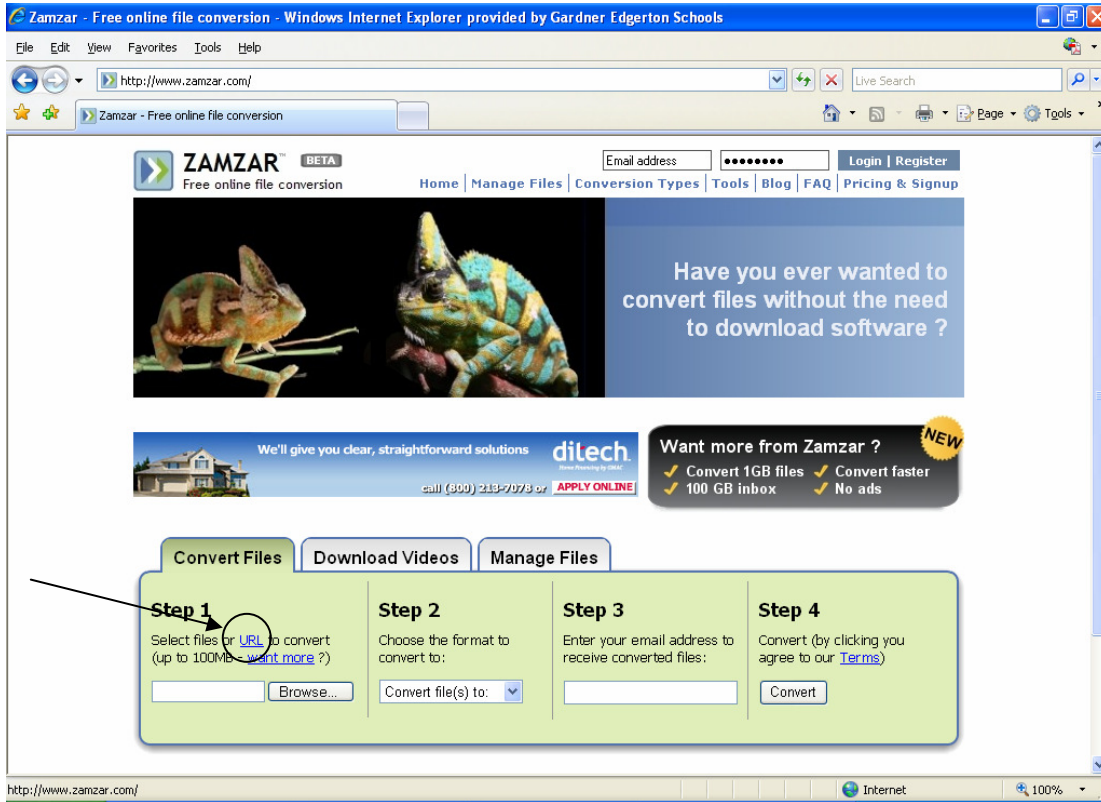 Zamzar - Free online file conversion - Windows Internet Explorer provided by Gardner Edgerton Schools
File Edit View Favorites Tools Help
http://www.zamzar.com/
Live Search
Zamzar - Free online file conversion
Page Tools
ZAMZAR™ BETA
Free online file conversion
Email address
Login | Register
Home | Manage Files | Conversion Types | Tools | Blog | FAQ | Pricing & Signup
Have you ever wanted to
convert files without the need
to download software ?
We'll give you clear, straightforward solutions
ditech.
Home Financing by GMAC
call (800) 213-7078 or APPLY ONLINE
Want more from Zamzar ?
Convert 1GB files Convert faster
100 GB inbox No ads
NEW
Convert Files Download Videos Manage Files
Step 1
Select files or URL to convert
(up to 100MB - want more ?)
Browse...
Step 2
Choose the format to
convert to:
Convert file(s) to:
Step 3
Enter your email address to
receive converted files:
Step 4
Convert (by clicking you
agree to our Terms)
Convert
http://www.zamzar.com/
Internet
100%